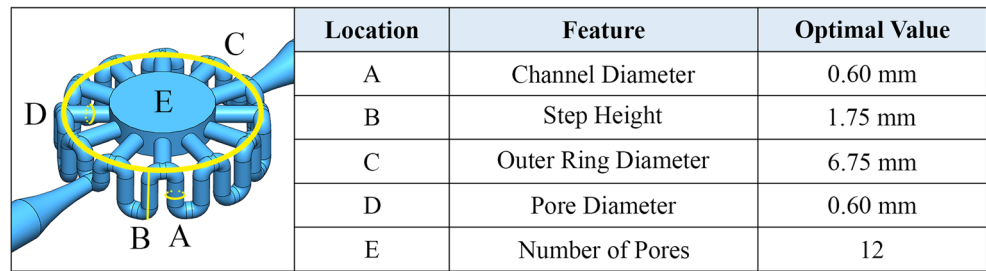 C
D
E
B A
Location Feature Optimal Value
A Channel Diameter 0.60 mm
B Step Height 1.75 mm
C Outer Ring Diameter 6.75 mm
D Pore Diameter 0.60 mm
E Number of Pores 12